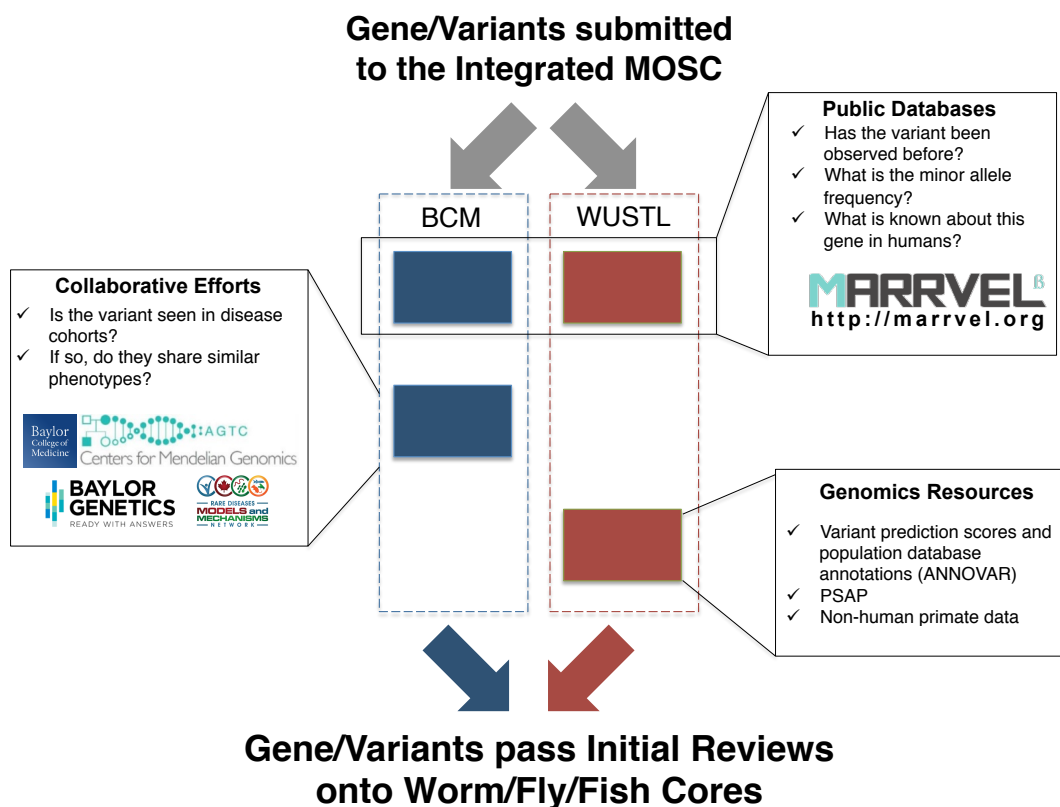 Gene/Variants submitted
to the Integrated MOSC
Public Databases
✓ Has the variant been
observed before?
✓ What is the minor allele
frequency?
✓ What is known about this
gene in humans?
MARRVEL β
http://marrvel.org
BCM
WUSTL
Collaborative Efforts
✓ Is the variant seen in disease
cohorts?
✓ If so, do they share similar
phenotypes?
Baylor
College of
Medicine
AGTC
Centers for Mendelian Genomics
BAYLOR
GENETICS
READY WITH ANSWERS
RARE DISEASES
MODELS and
MECHANISMS
NETWORK
Genomics Resources
✓ Variant prediction scores and
population database
annotations (ANNOVAR)
✓ PSAP
✓ Non-human primate data
Gene/Variants pass Initial Reviews
onto Worm/Fly/Fish Cores